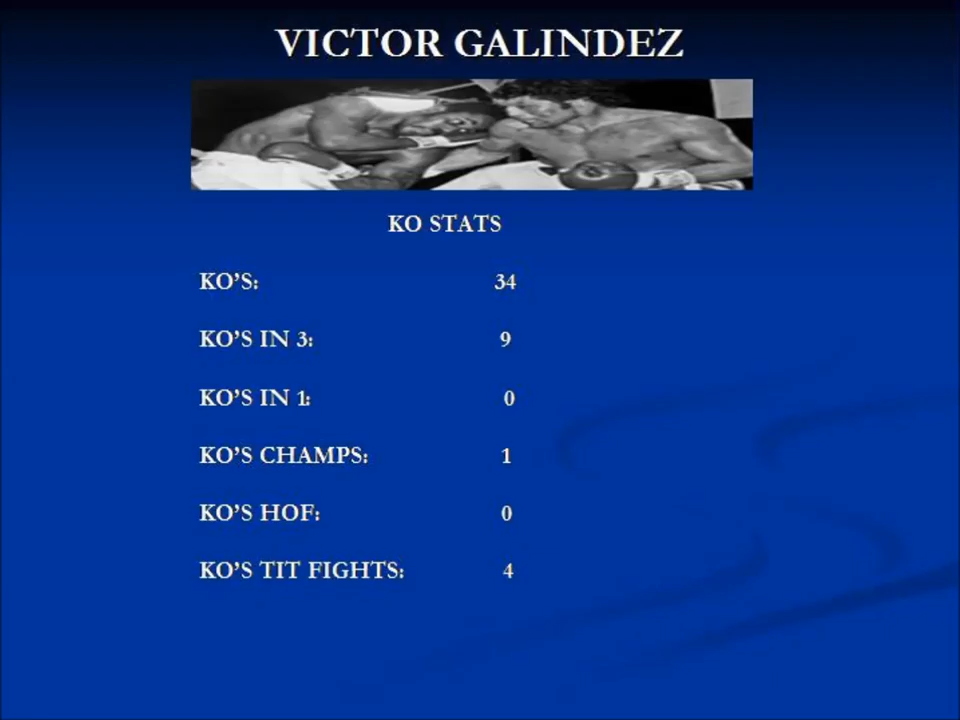 VICTOR GALINDEZ
KO STATS
KO'S: 34
KO'S IN 3: 9
KO'S IN 1: 0
KO'S CHAMPS: 1
KO'S HOF: 0
KO'S TIT FIGHTS: 4